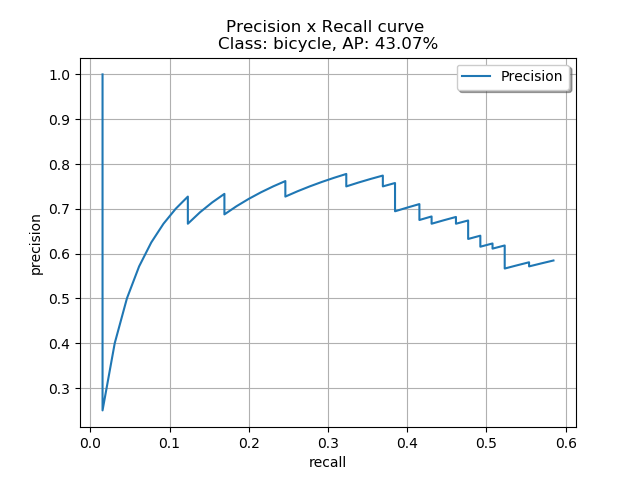 Precision x Recall curve
Class: bicycle, AP: 43.07%
Precision
1.0
0.9
0.8
0.7
0.6
0.5
0.4
0.3
precision
0.0 0.1 0.2 0.3 0.4 0.5 0.6
recall